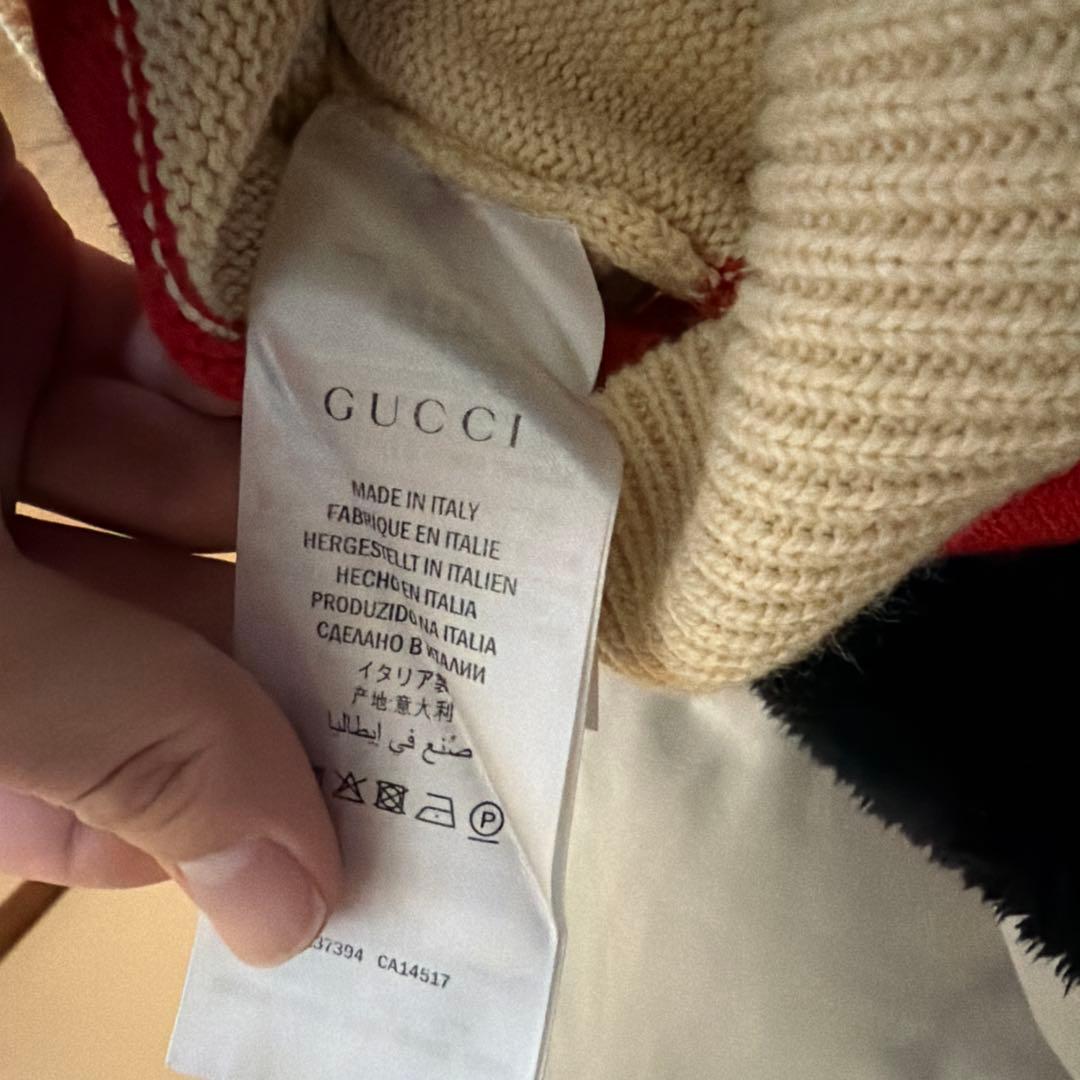 GUCCI
MADE IN ITALY
FABRIQUE EN ITALIE
HERGESTELLT IN ITALIEN
HECHO EN ITALIA
PRODUZIDO NA ITALIA
СДЕЛАНО В ИТАЛИИ
イタリア製
产地:意大利
صُنع في إيطاليا
P
37394 CA14517